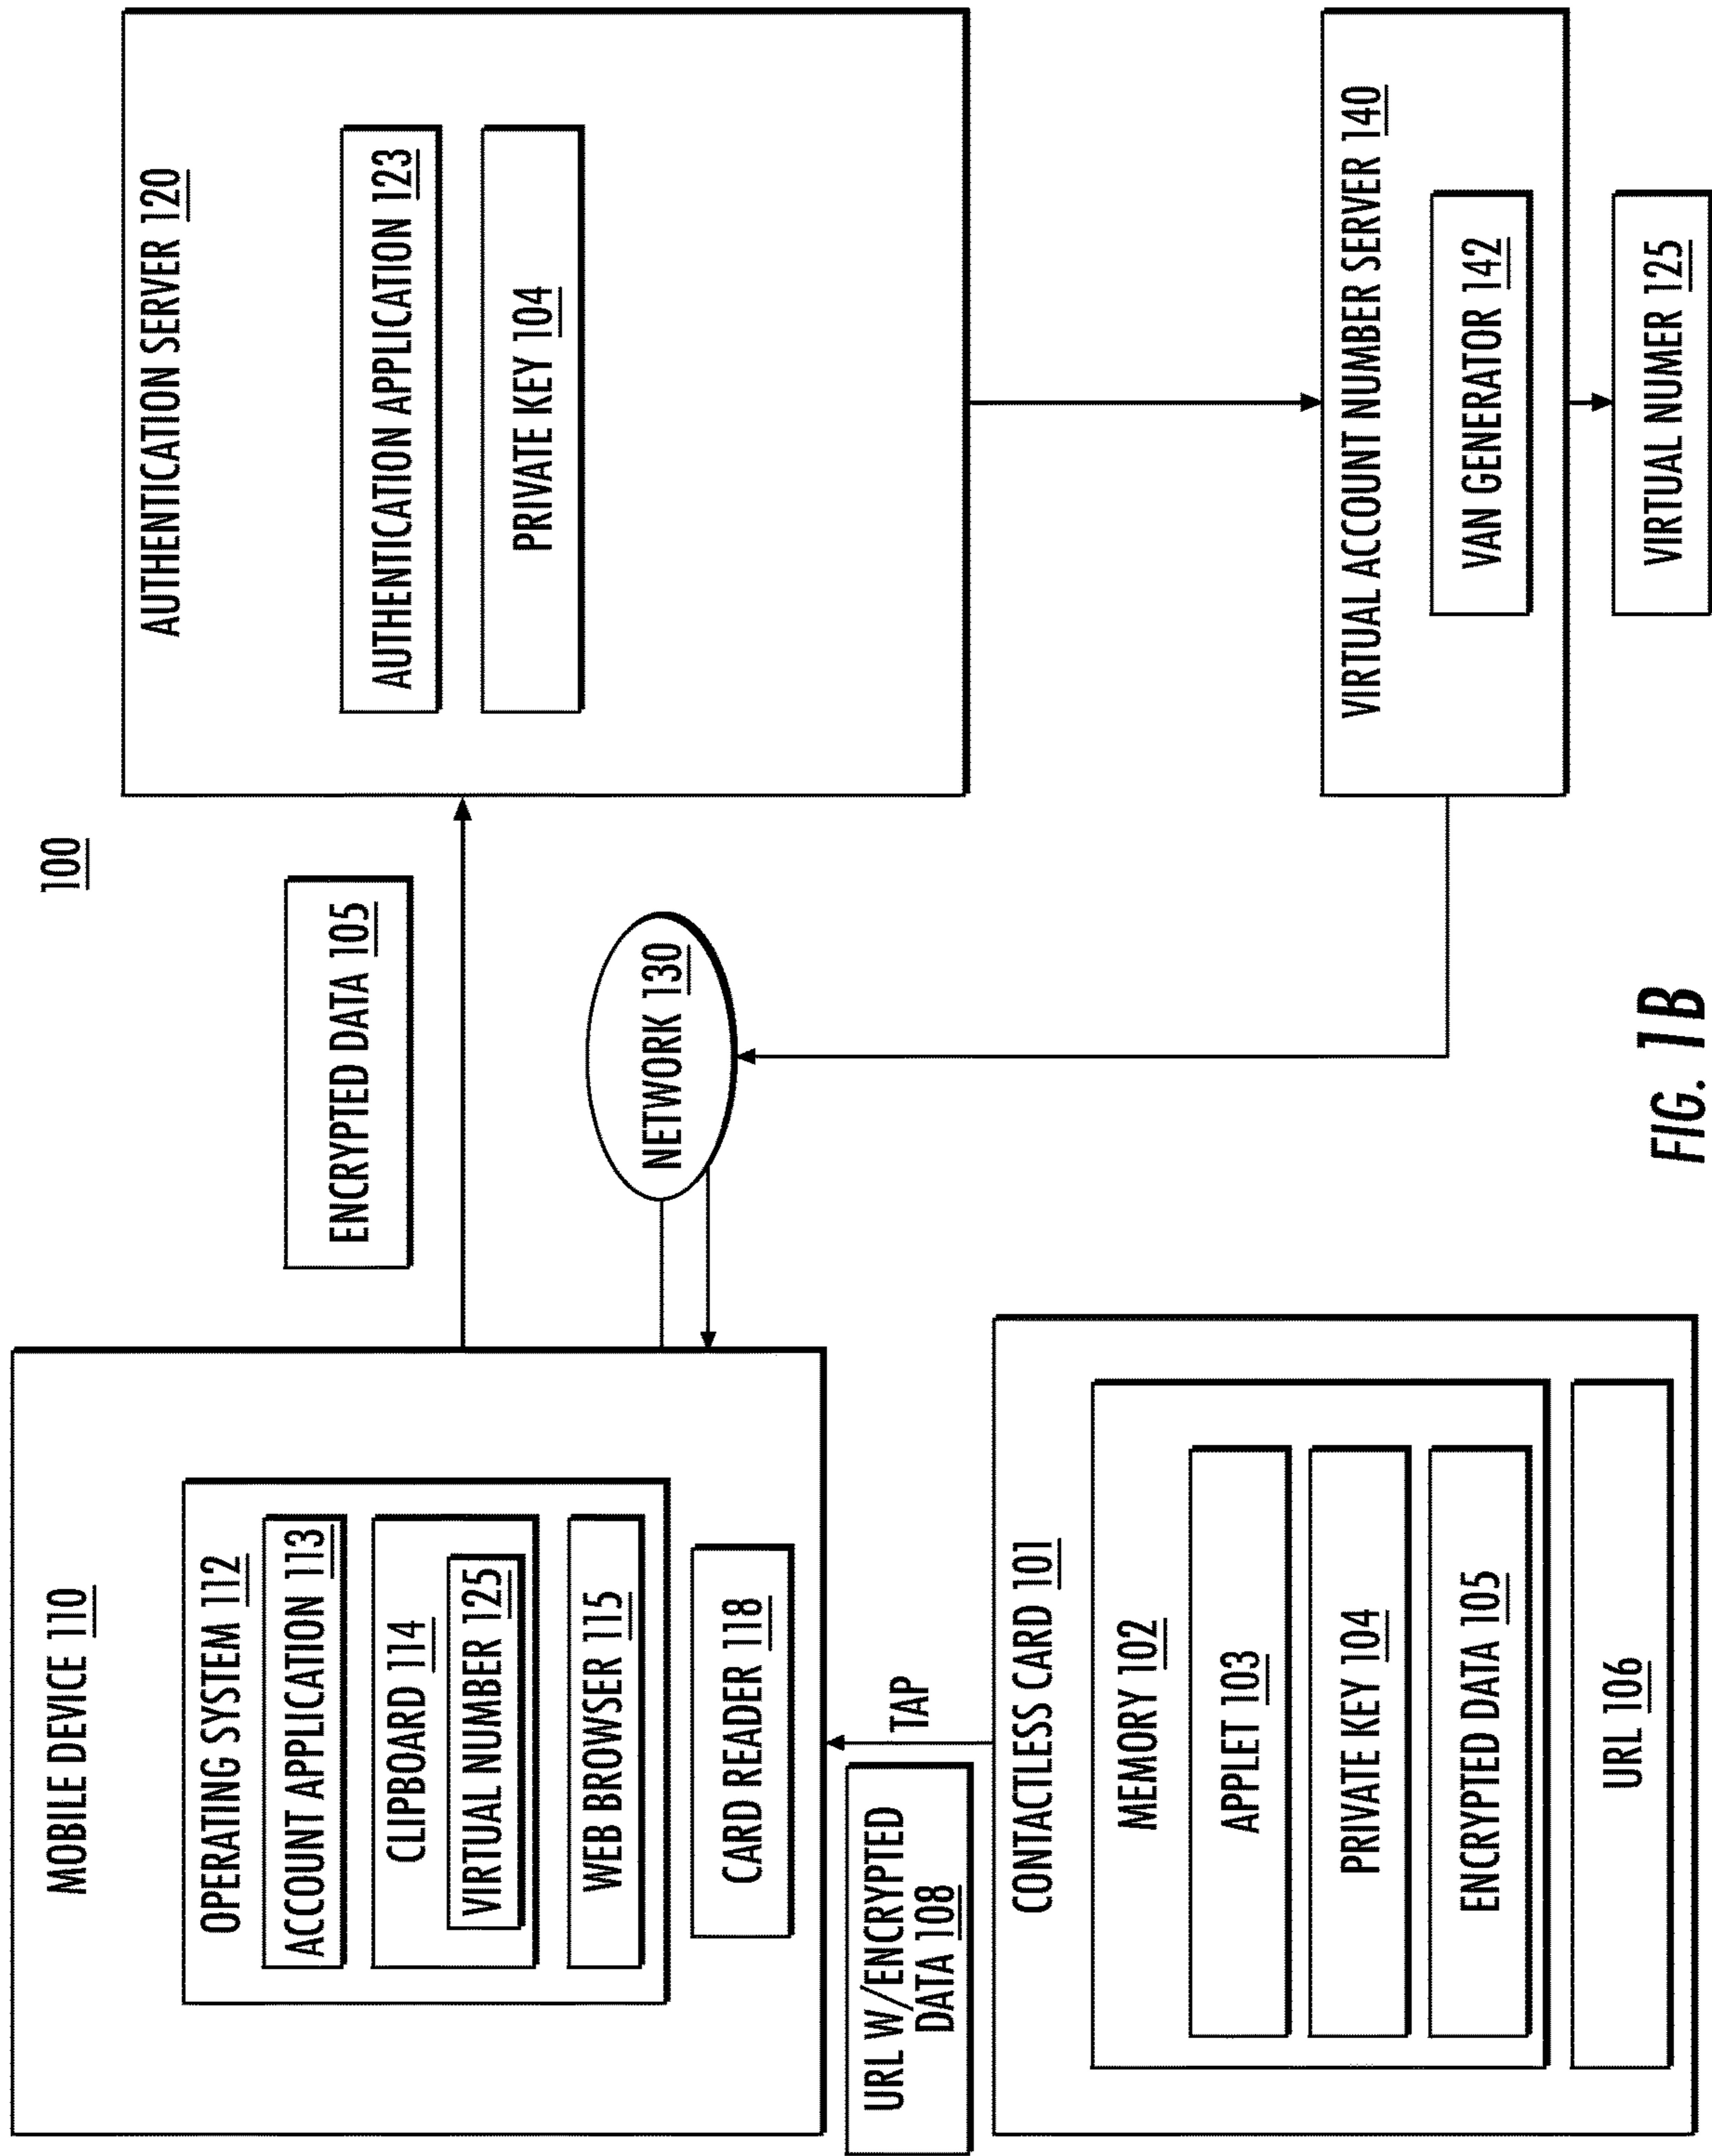 100
MOBILE DEVICE 110
OPERATING SYSTEM 112
ACCOUNT APPLICATION 113
CLIPBOARD 114
VIRTUAL NUMBER 125
WEB BROWSER 115
CARD READER 118
ENCRYPTED DATA 105
NETWORK 130
AUTHENTICATION SERVER 120
AUTHENTICATION APPLICATION 123
PRIVATE KEY 104
URL W/ENCRYPTED
DATA 108
TAP
CONTACTLESS CARD 101
MEMORY 102
APPLET 103
PRIVATE KEY 104
ENCRYPTED DATA 105
URL 106
VIRTUAL ACCOUNT NUMBER SERVER 140
VAN GENERATOR 142
VIRTUAL NUMER 125
FIG. 1B